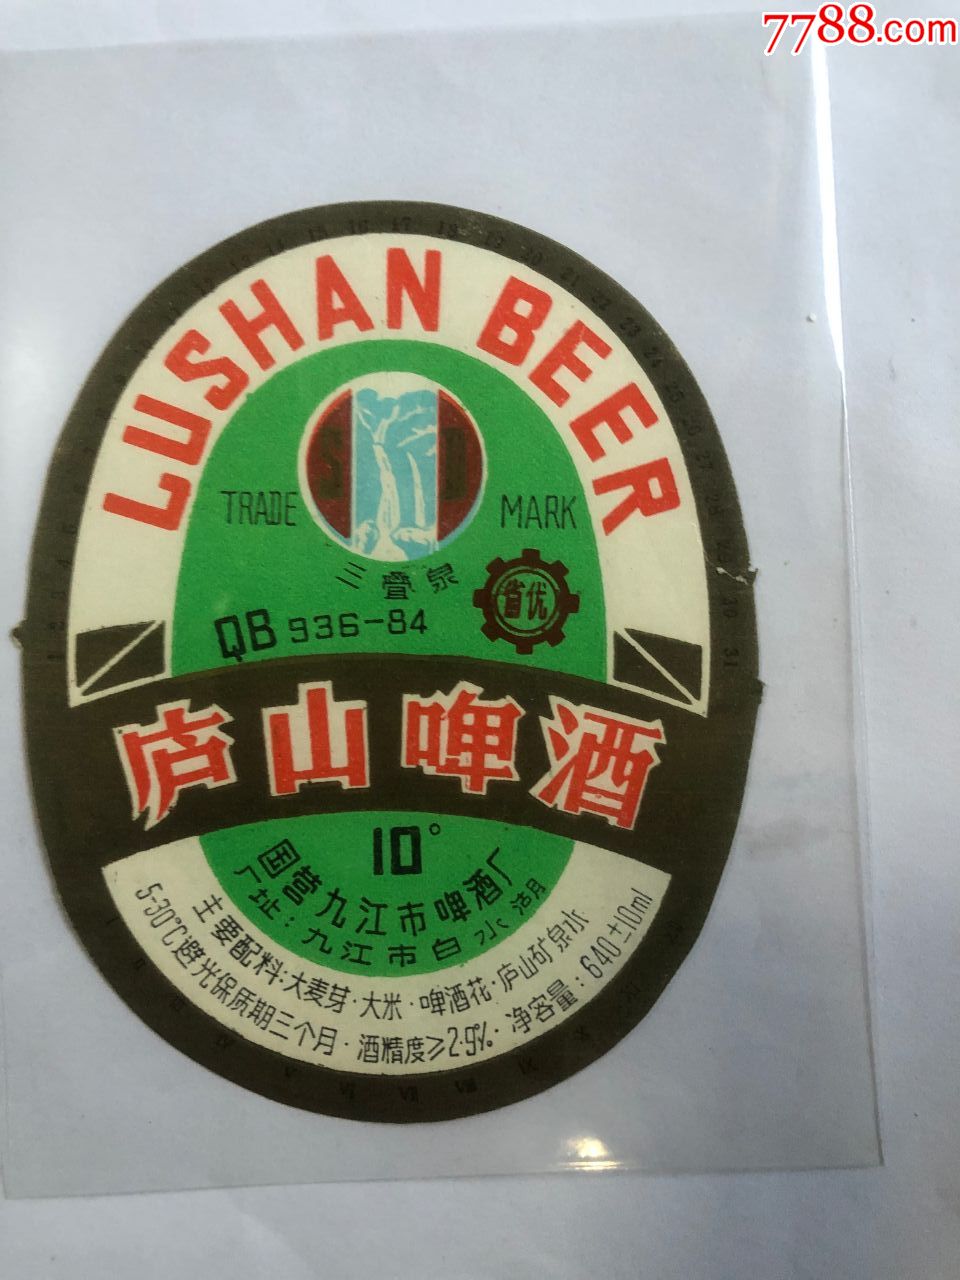 7788.com
LUSHAN BEER
TRADE MARK
三叠泉
省优
QB 936-84
庐山啤酒
10°
国营九江市啤酒厂
厂址：九江市白水湖
主要配料：大麦芽·大米·啤酒花·庐山矿泉水
5-30℃避光保质期三个月·酒精度≥2.9%·净容量：640±10ml